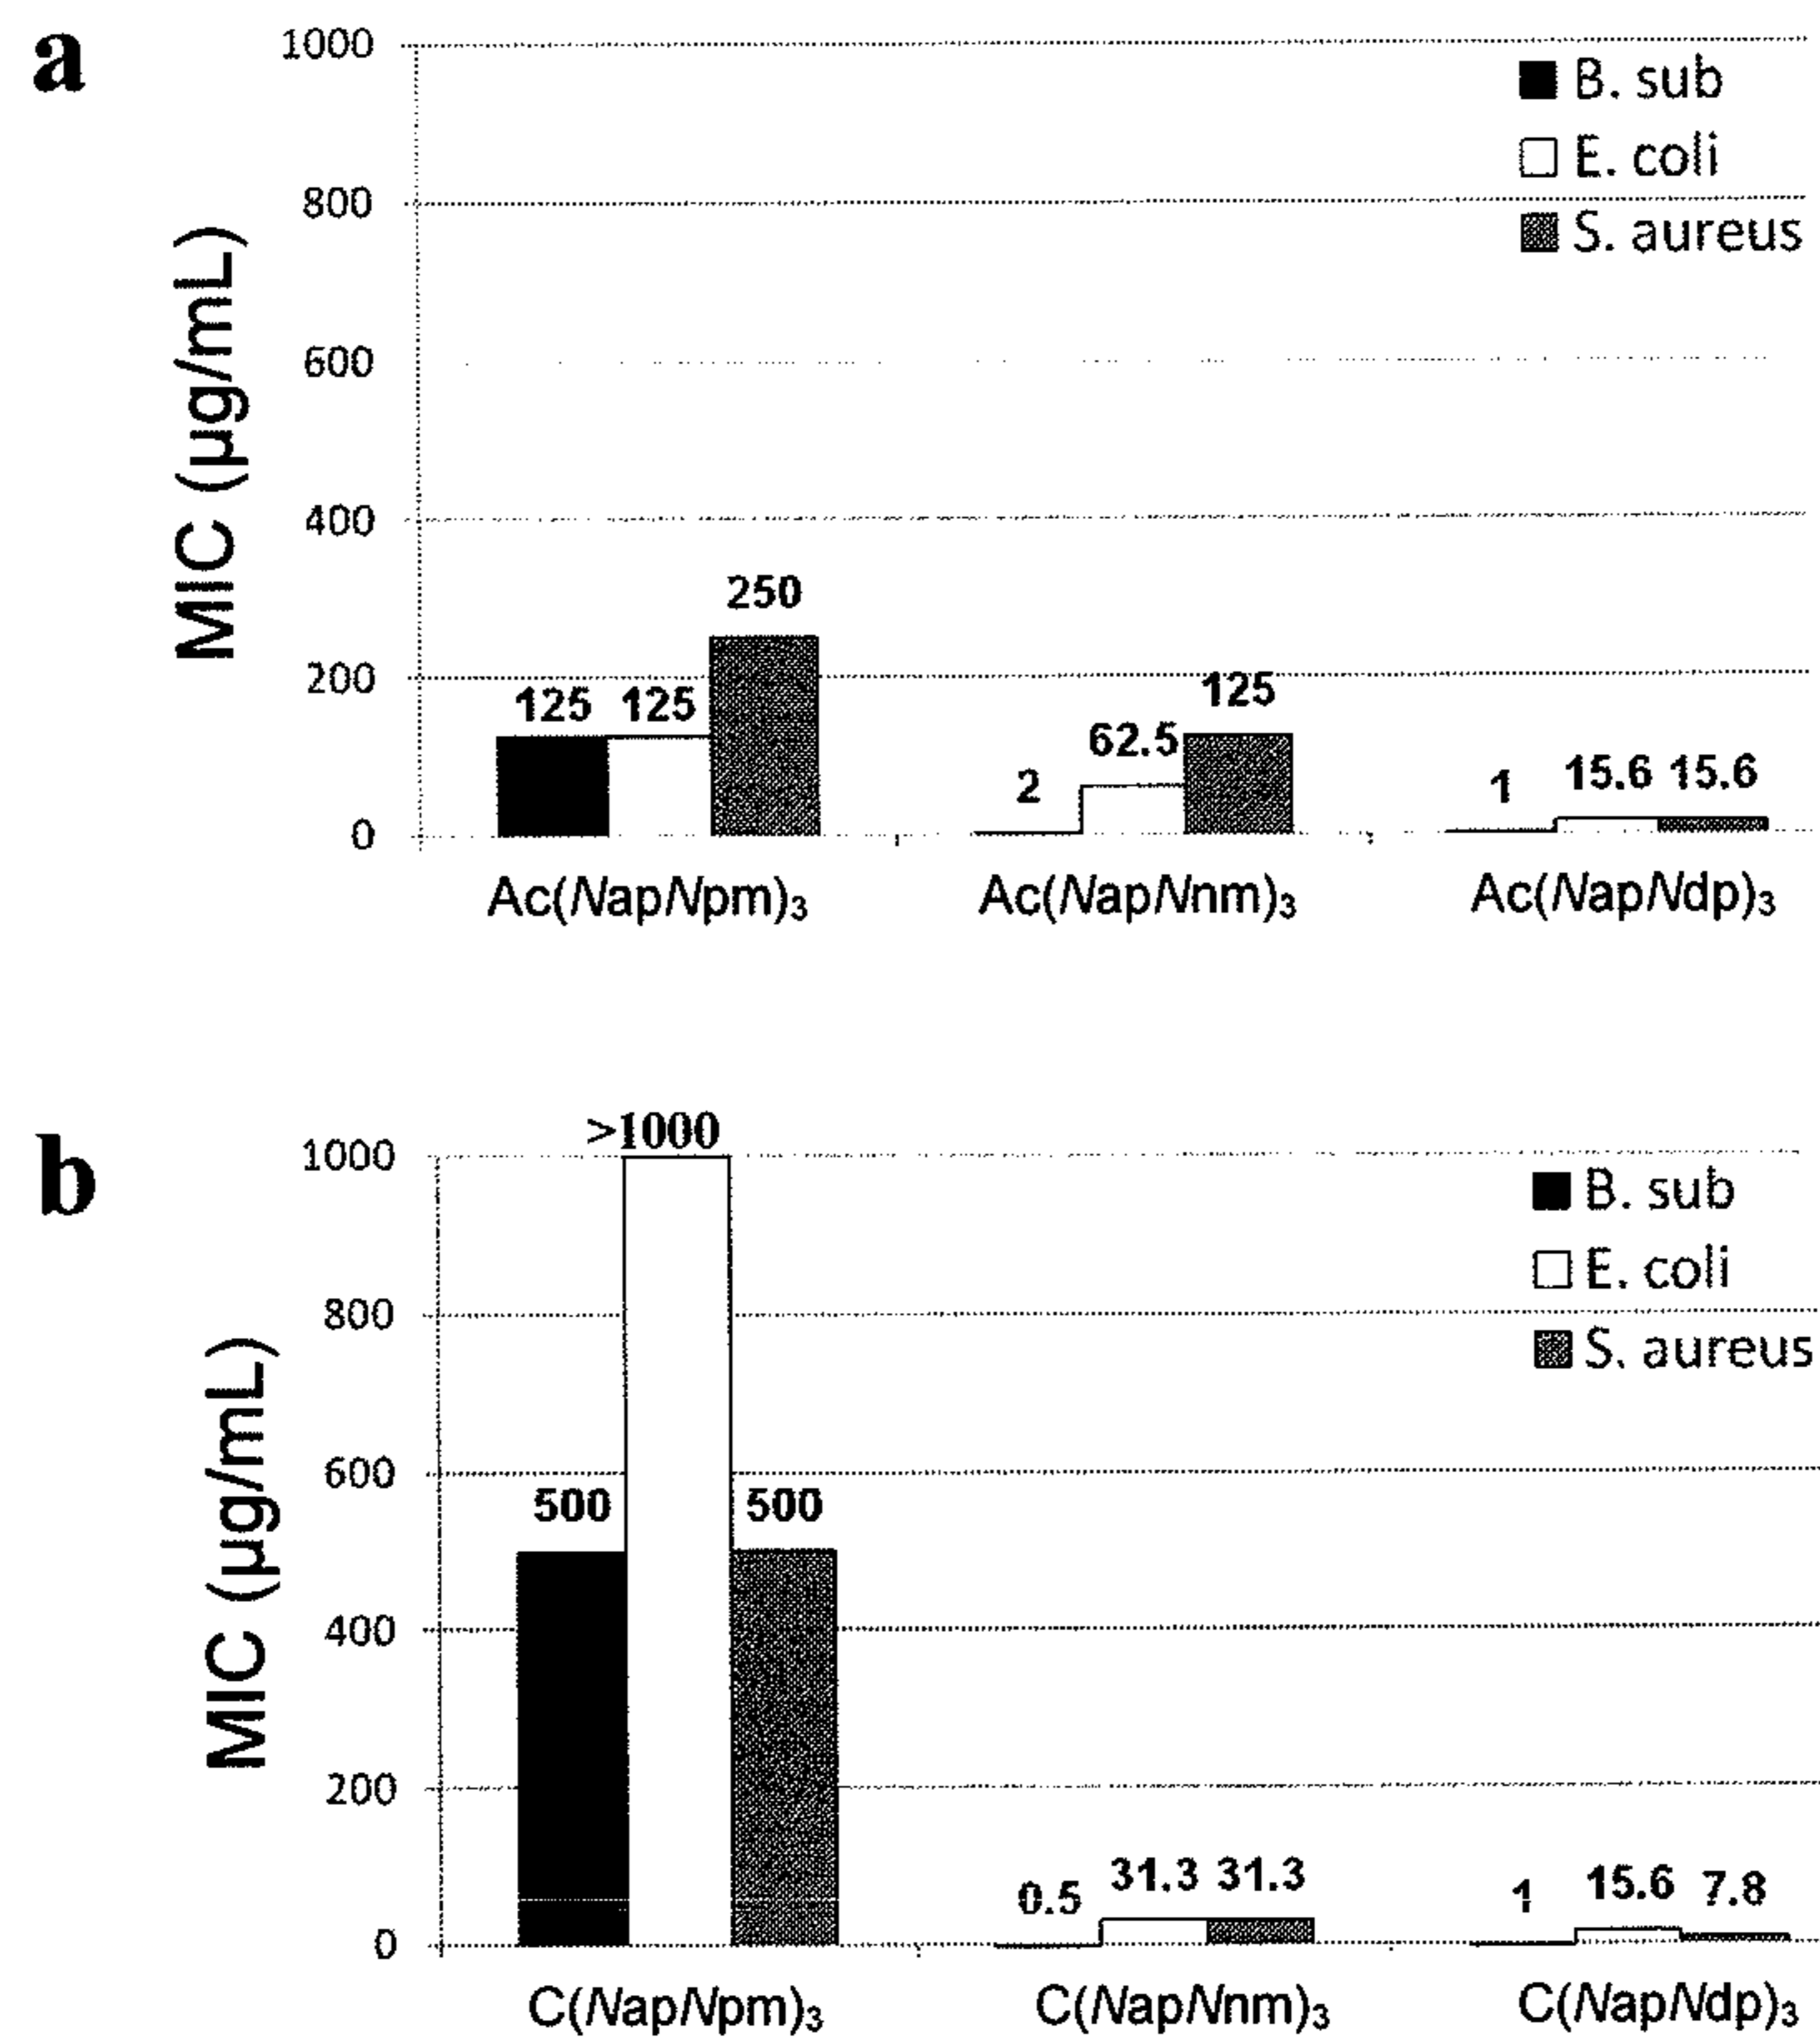 a
MIC (µg/mL)
1000
800
600
400
200
0
B. sub
E. coli
S. aureus
125 125 250
2 62.5 125
1 15.6 15.6
Ac(NapNpm)₃ Ac(NapNnm)₃ Ac(NapNdp)₃
b
MIC (µg/mL)
1000
800
600
400
200
0
B. sub
E. coli
S. aureus
500 >1000 500
0.5 31.3 31.3
1 15.6 7.8
C(NapNpm)₃ C(NapNnm)₃ C(NapNdp)₃